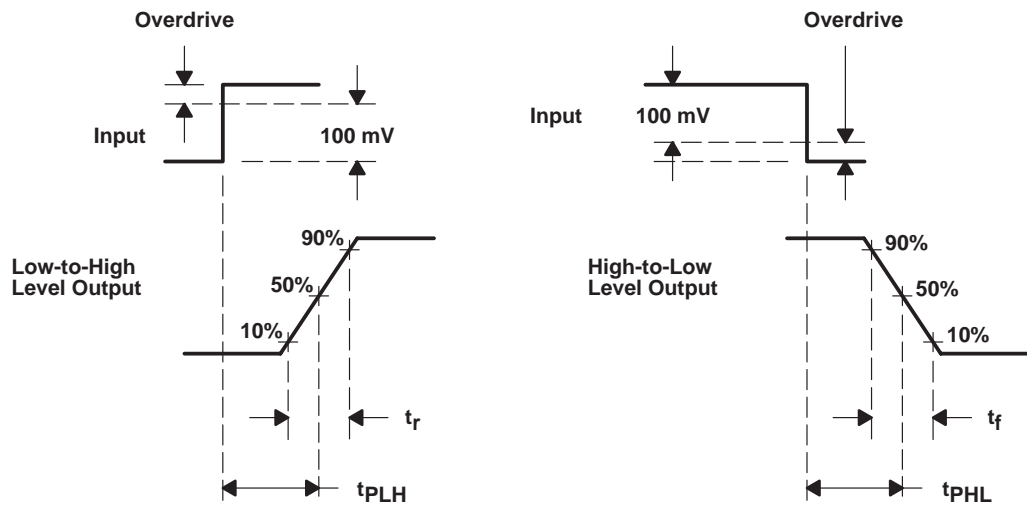 Overdrive
Input
100 mV
90%
Low-to-High
Level Output
50%
10%
tr
tPLH
Overdrive
Input
100 mV
90%
High-to-Low
Level Output
50%
10%
tf
tPHL